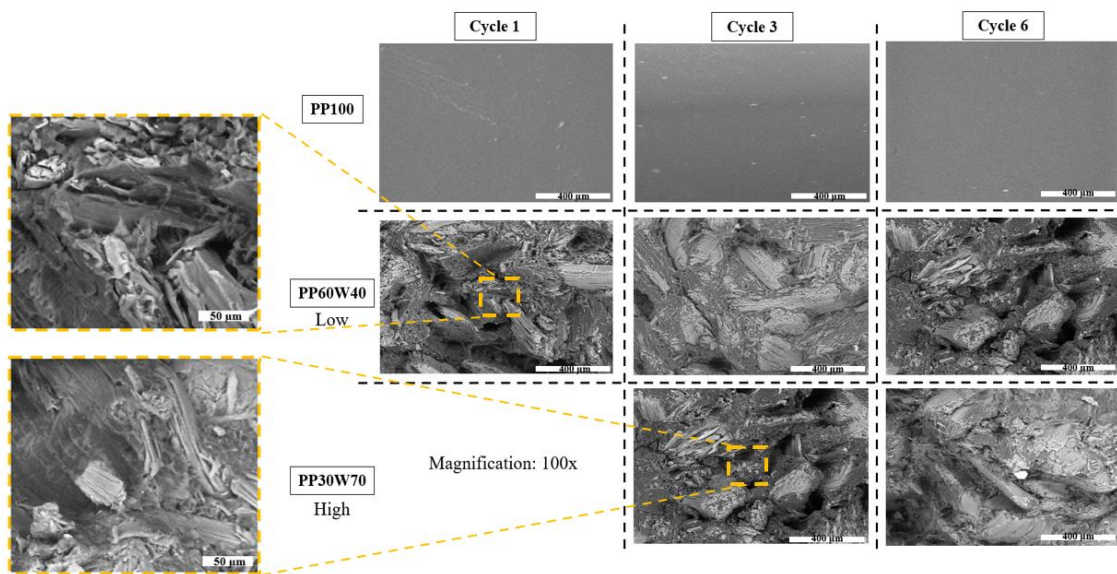 Cycle 1
Cycle 3
Cycle 6
PP100
400 µm
400 µm
400 µm
50 µm
PP60W40
Low
400 µm
400 µm
400 µm
Magnification: 100x
PP30W70
High
50 µm
400 µm
400 µm